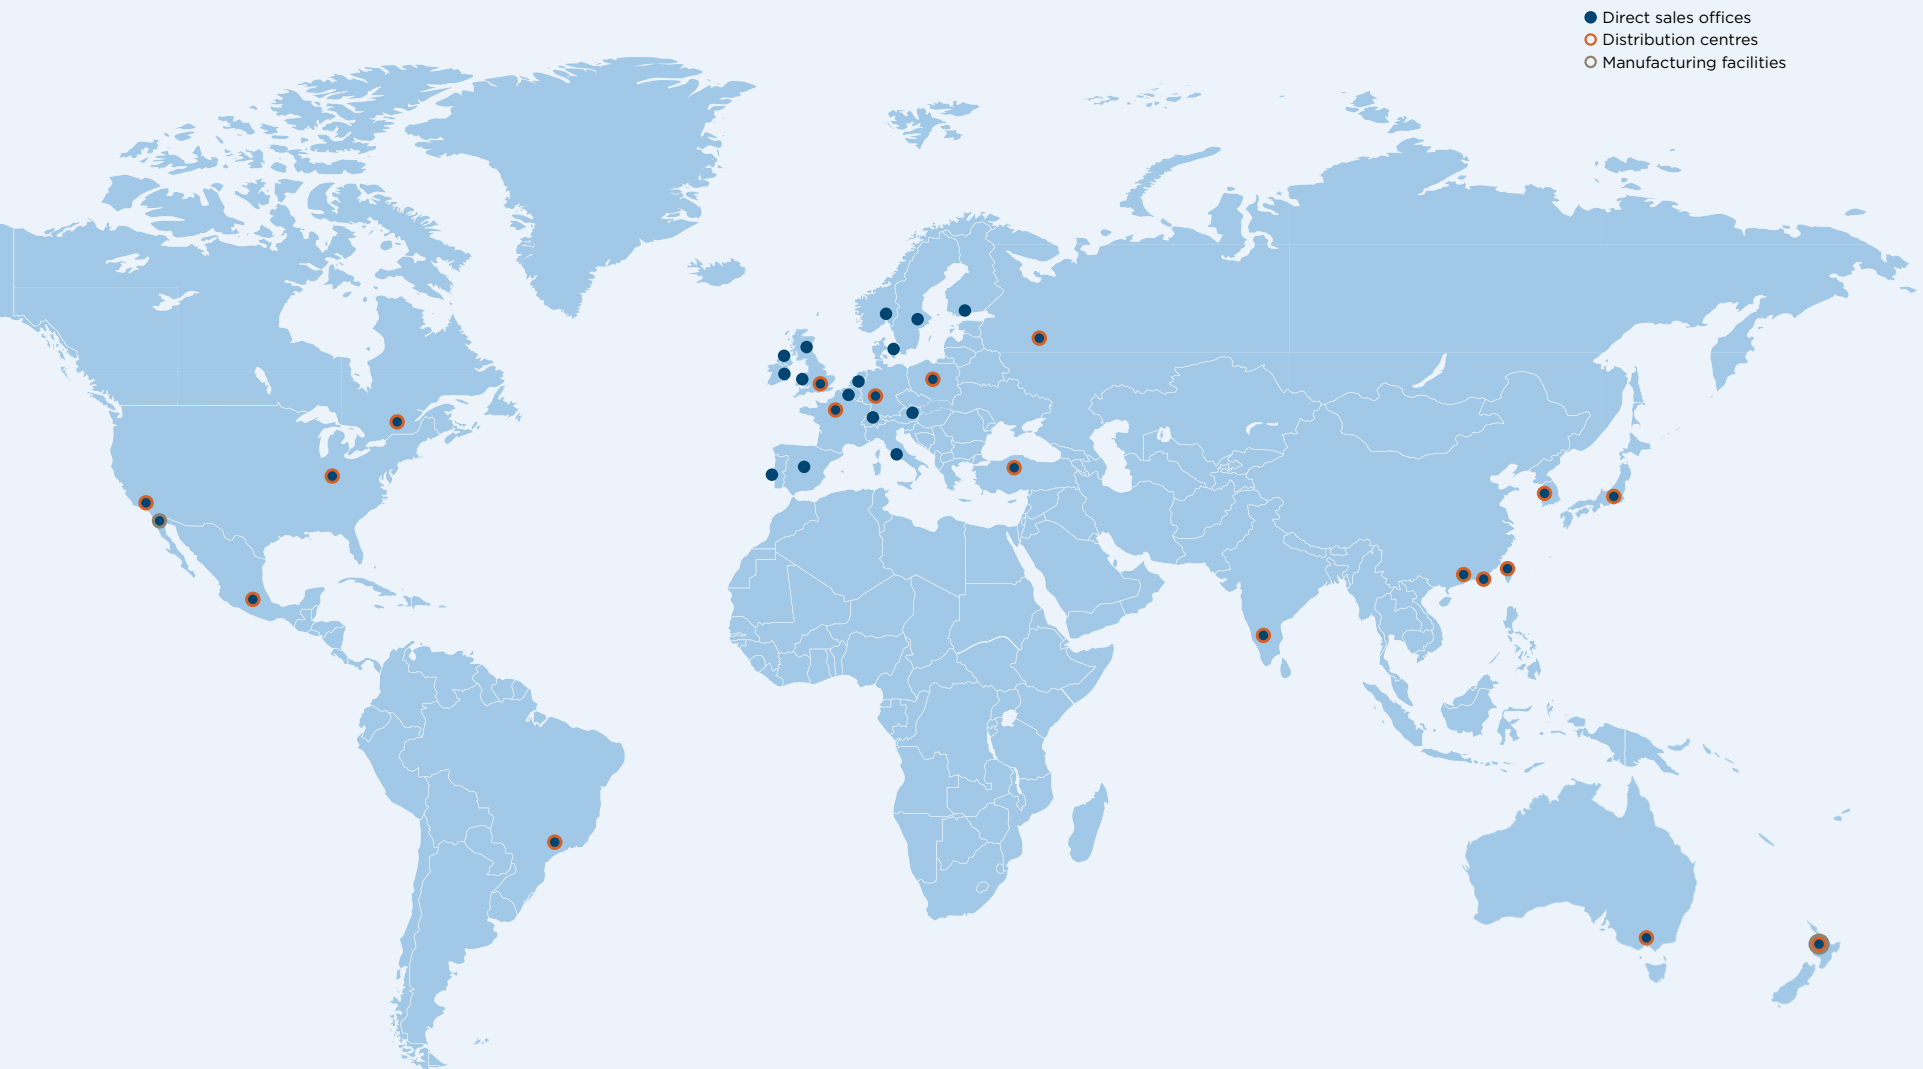 Direct sales offices
Distribution centres
Manufacturing facilities